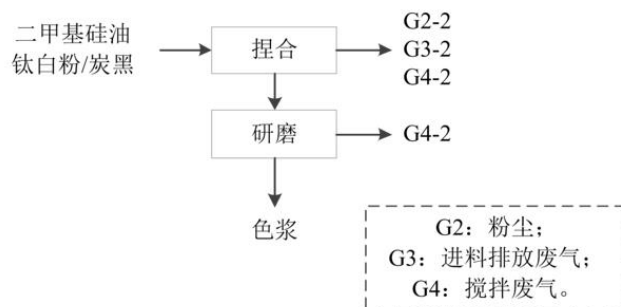 二甲基硅油
钛白粉/炭黑
捏合
G2-2
G3-2
G4-2
研磨
G4-2
色浆
G2：粉尘；
G3：进料排放废气；
G4：搅拌废气。